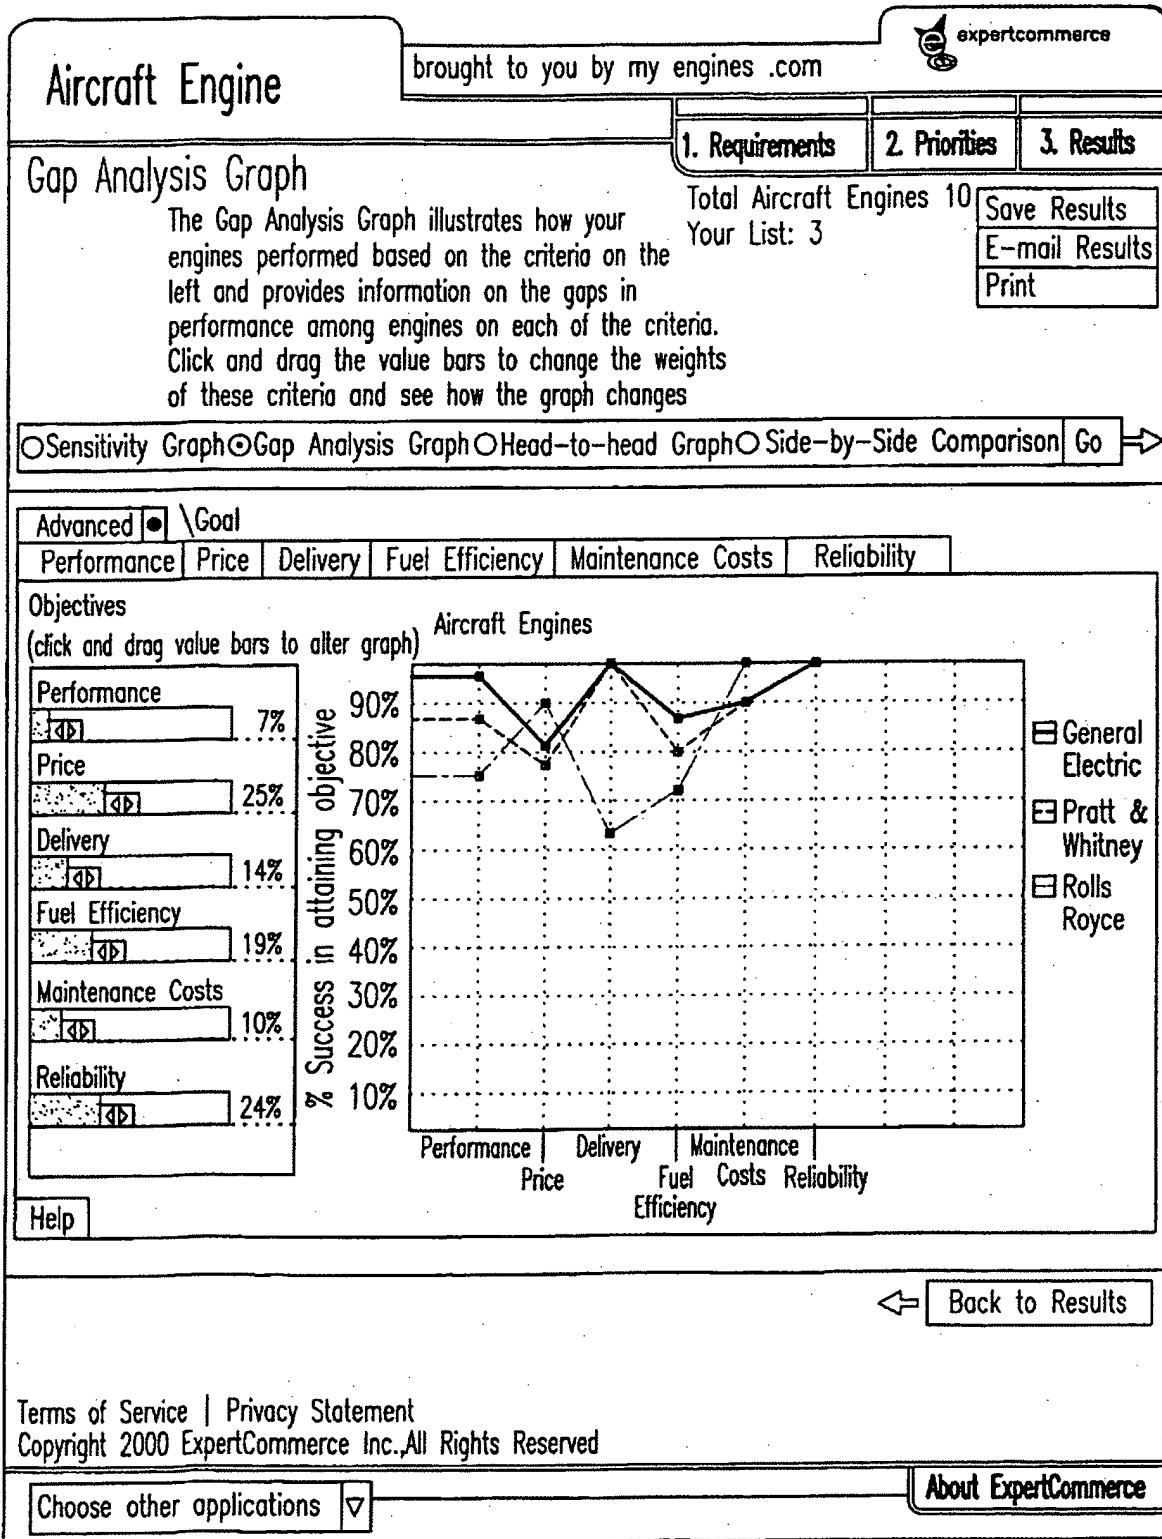 expertcommerce
Aircraft Engine
brought to you by my engines .com
1. Requirements
2. Priorities
3. Results
Gap Analysis Graph
Total Aircraft Engines 10
Your List: 3
Save Results
E-mail Results
Print
The Gap Analysis Graph illustrates how your
engines performed based on the criteria on the
left and provides information on the gaps in
performance among engines on each of the criteria.
Click and drag the value bars to change the weights
of these criteria and see how the graph changes
Sensitivity Graph Gap Analysis Graph Head-to-head Graph Side-by-Side Comparison Go
Advanced \Goal
Performance Price Delivery Fuel Efficiency Maintenance Costs Reliability
Objectives
(click and drag value bars to alter graph)
Performance
7%
Price
25%
Delivery
14%
Fuel Efficiency
19%
Maintenance Costs
10%
Reliability
24%
Aircraft Engines
% Success in attaining objective
90%
80%
70%
60%
50%
40%
30%
20%
10%
Performance
Price
Delivery
Fuel
Efficiency
Maintenance
Costs
Reliability
General
Electric
Pratt &
Whitney
Rolls
Royce
Help
Back to Results
Terms of Service | Privacy Statement
Copyright 2000 ExpertCommerce Inc.,All Rights Reserved
About ExpertCommerce
Choose other applications